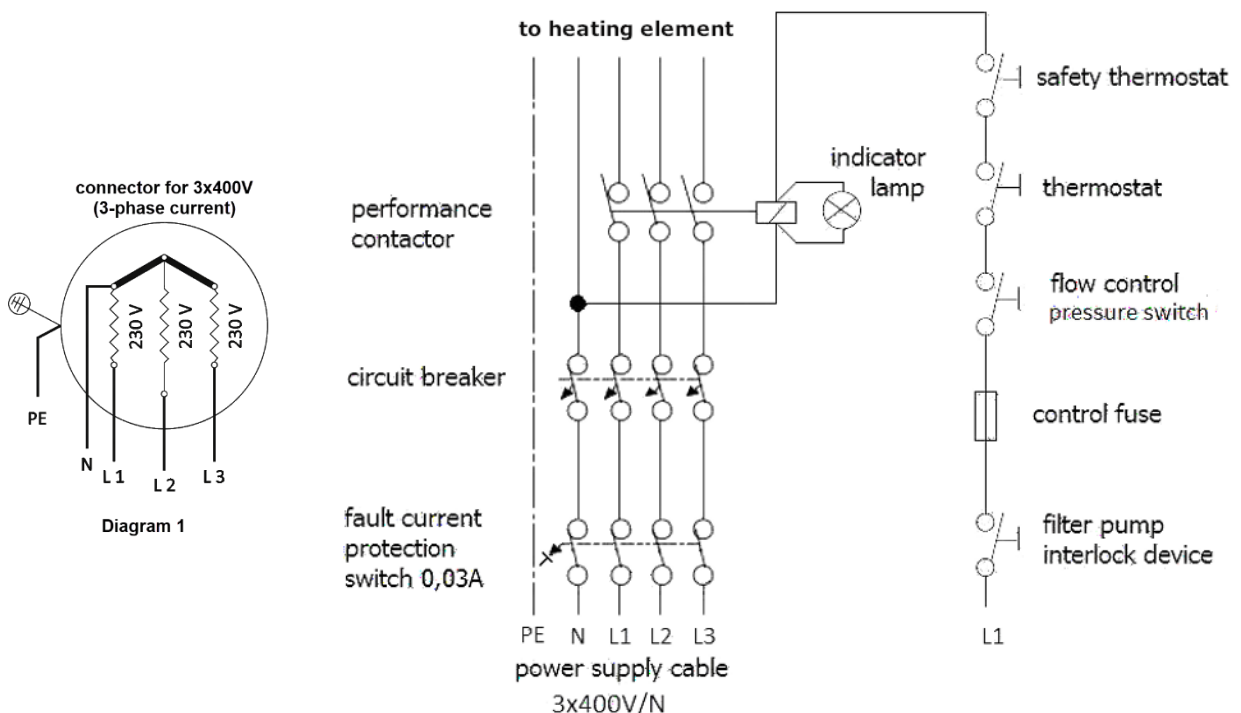 connector for 3x400V
(3-phase current)
230 V
230 V
230 V
PE
N
L 1
L 2
L 3
Diagram 1
to heating element
performance
contactor
indicator
lamp
circuit breaker
fault current
protection
switch 0,03A
PE N L1 L2 L3
power supply cable
3x400V/N
safety thermostat
thermostat
flow control
pressure switch
control fuse
filter pump
interlock device
L1